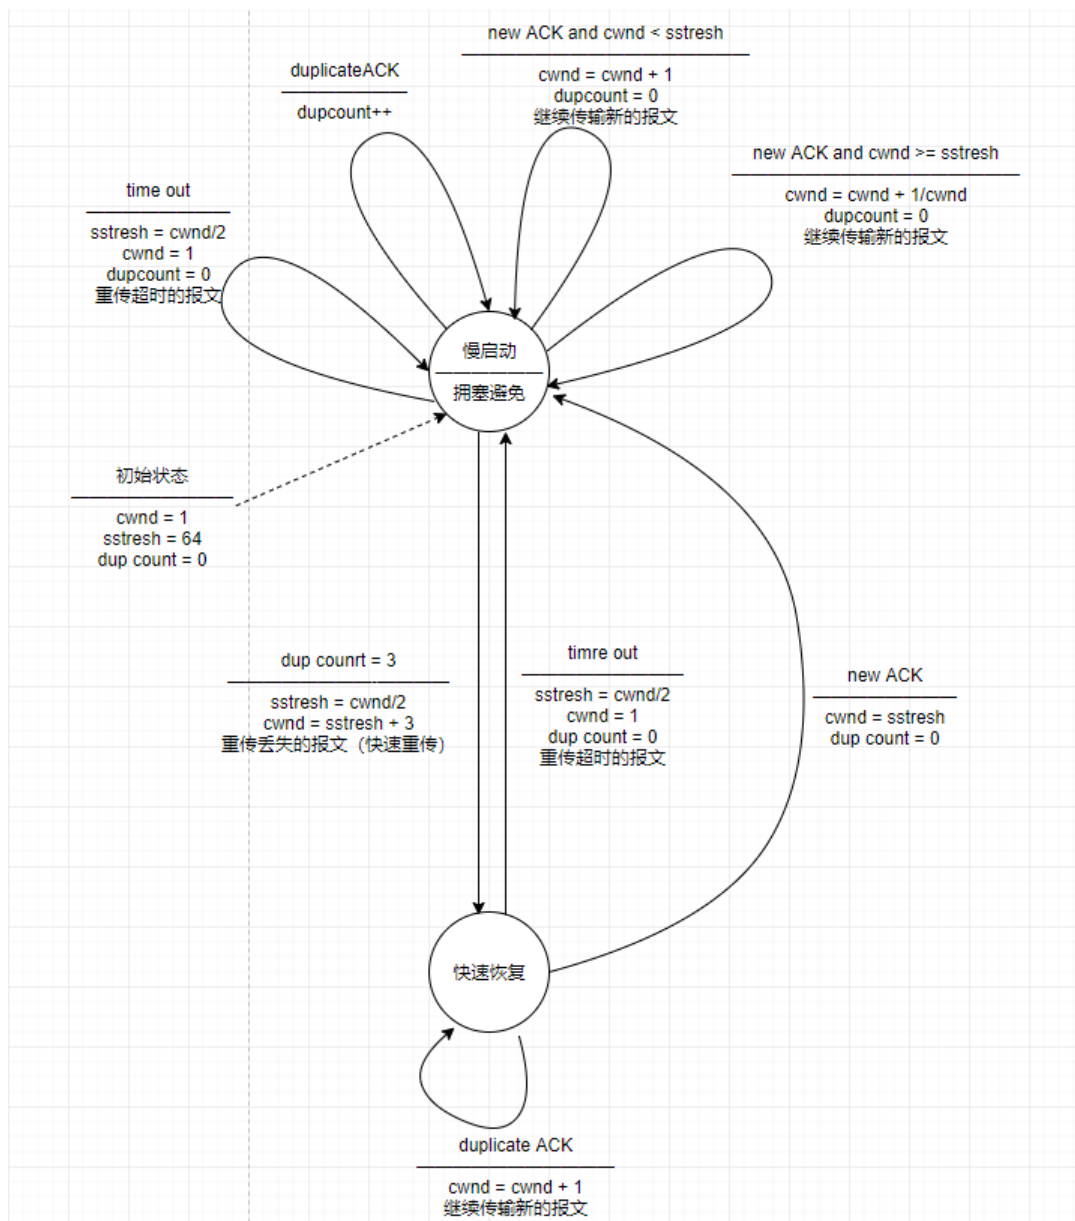 new ACK and cwnd < sstresh
cwnd = cwnd + 1
dupcount = 0
继续传输新的报文
duplicateACK
dupcount++
new ACK and cwnd >= sstresh
cwnd = cwnd + 1/cwnd
dupcount = 0
继续传输新的报文
time out
sstresh = cwnd/2
cwnd = 1
dupcount = 0
重传超时的报文
慢启动
拥塞避免
初始状态
cwnd = 1
sstresh = 64
dup count = 0
dup counrt = 3
sstresh = cwnd/2
cwnd = sstresh + 3
重传丢失的报文（快速重传）
timre out
sstresh = cwnd/2
cwnd = 1
dup count = 0
重传超时的报文
new ACK
cwnd = sstresh
dup count = 0
快速恢复
duplicate ACK
cwnd = cwnd + 1
继续传输新的报文